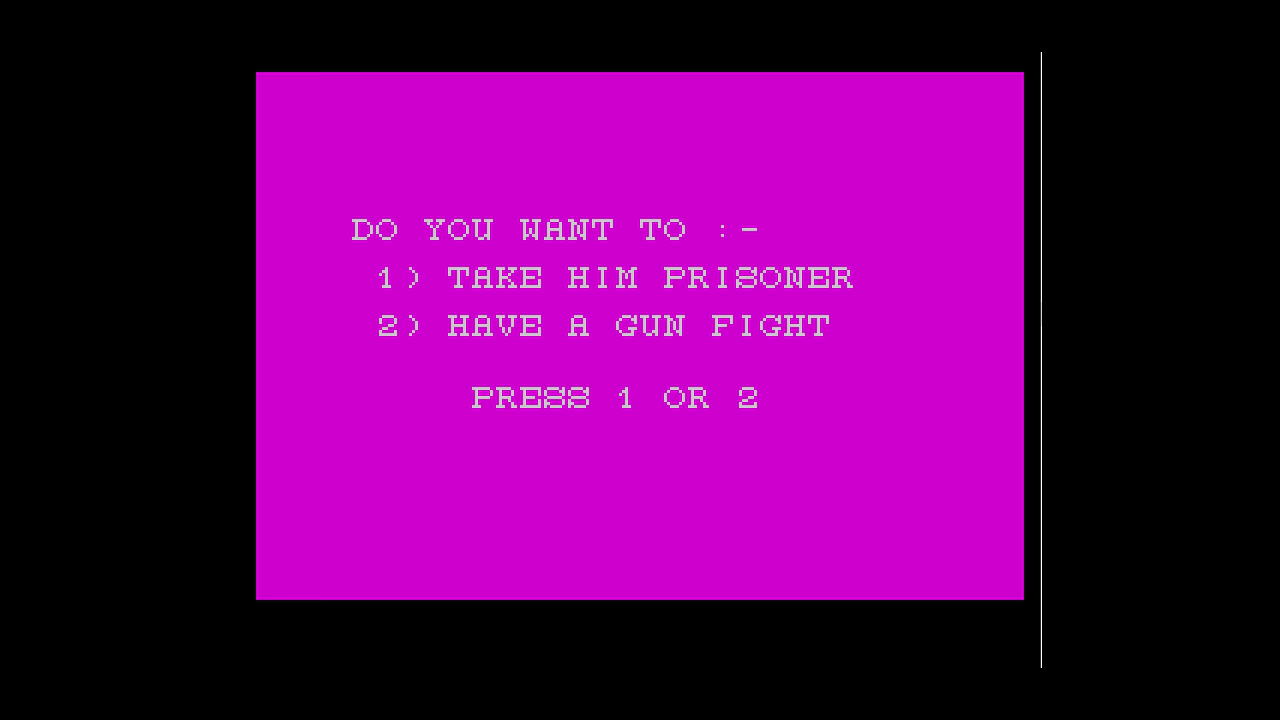 DO YOU WANT TO :-
1) TAKE HIM PRISONER
2) HAVE A GUN FIGHT
PRESS 1 OR 2